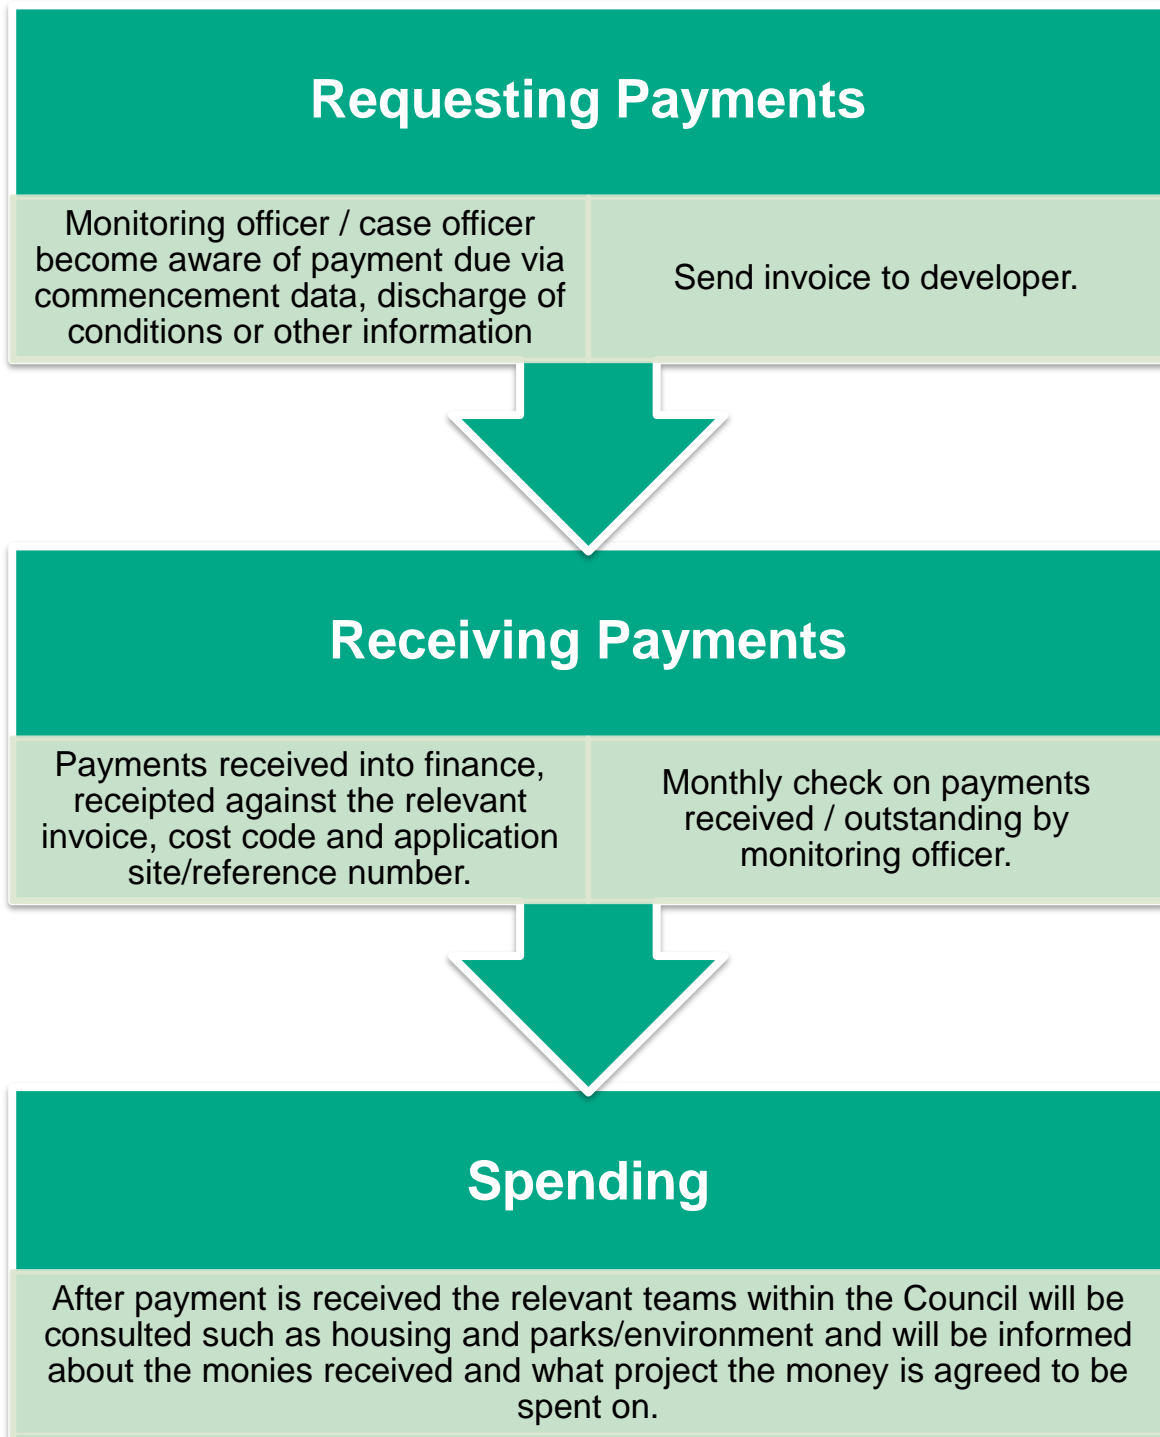 Requesting Payments
Monitoring officer / case officer
become aware of payment due via
commencement data, discharge of
conditions or other information
Send invoice to developer.
Receiving Payments
Payments received into finance,
receipted against the relevant
invoice, cost code and application
site/reference number.
Monthly check on payments
received / outstanding by
monitoring officer.
Spending
After payment is received the relevant teams within the Council will be
consulted such as housing and parks/environment and will be informed
about the monies received and what project the money is agreed to be
spent on.